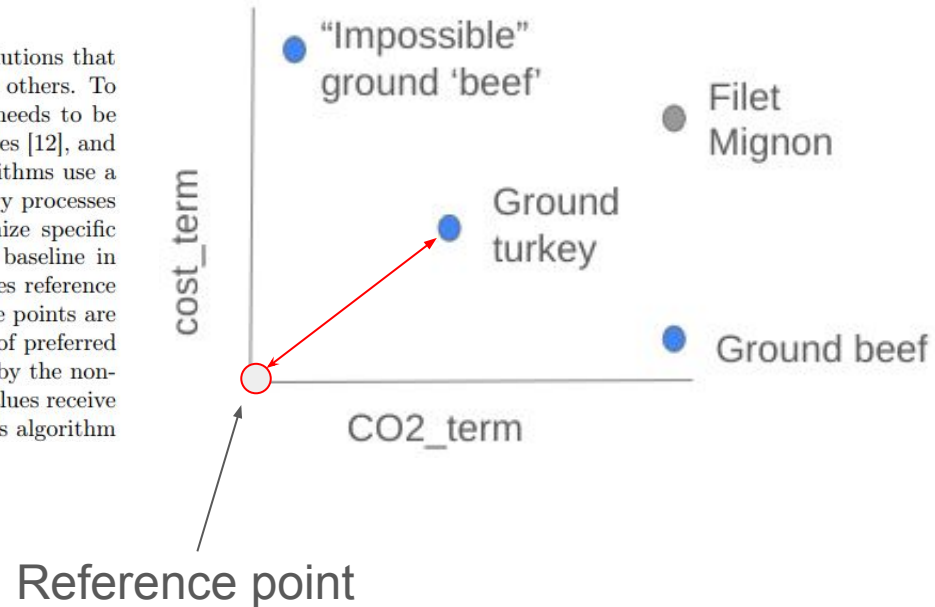 utions that
others. To
needs to be
es [12], and
ithms use a
y processes
nize specific
baseline in
es reference
e points are
of preferred
by the non-
lues receive
s algorithm
cost_term
“Impossible”
ground ‘beef’
Filet
Mignon
Ground
turkey
Ground beef
CO2_term
Reference point